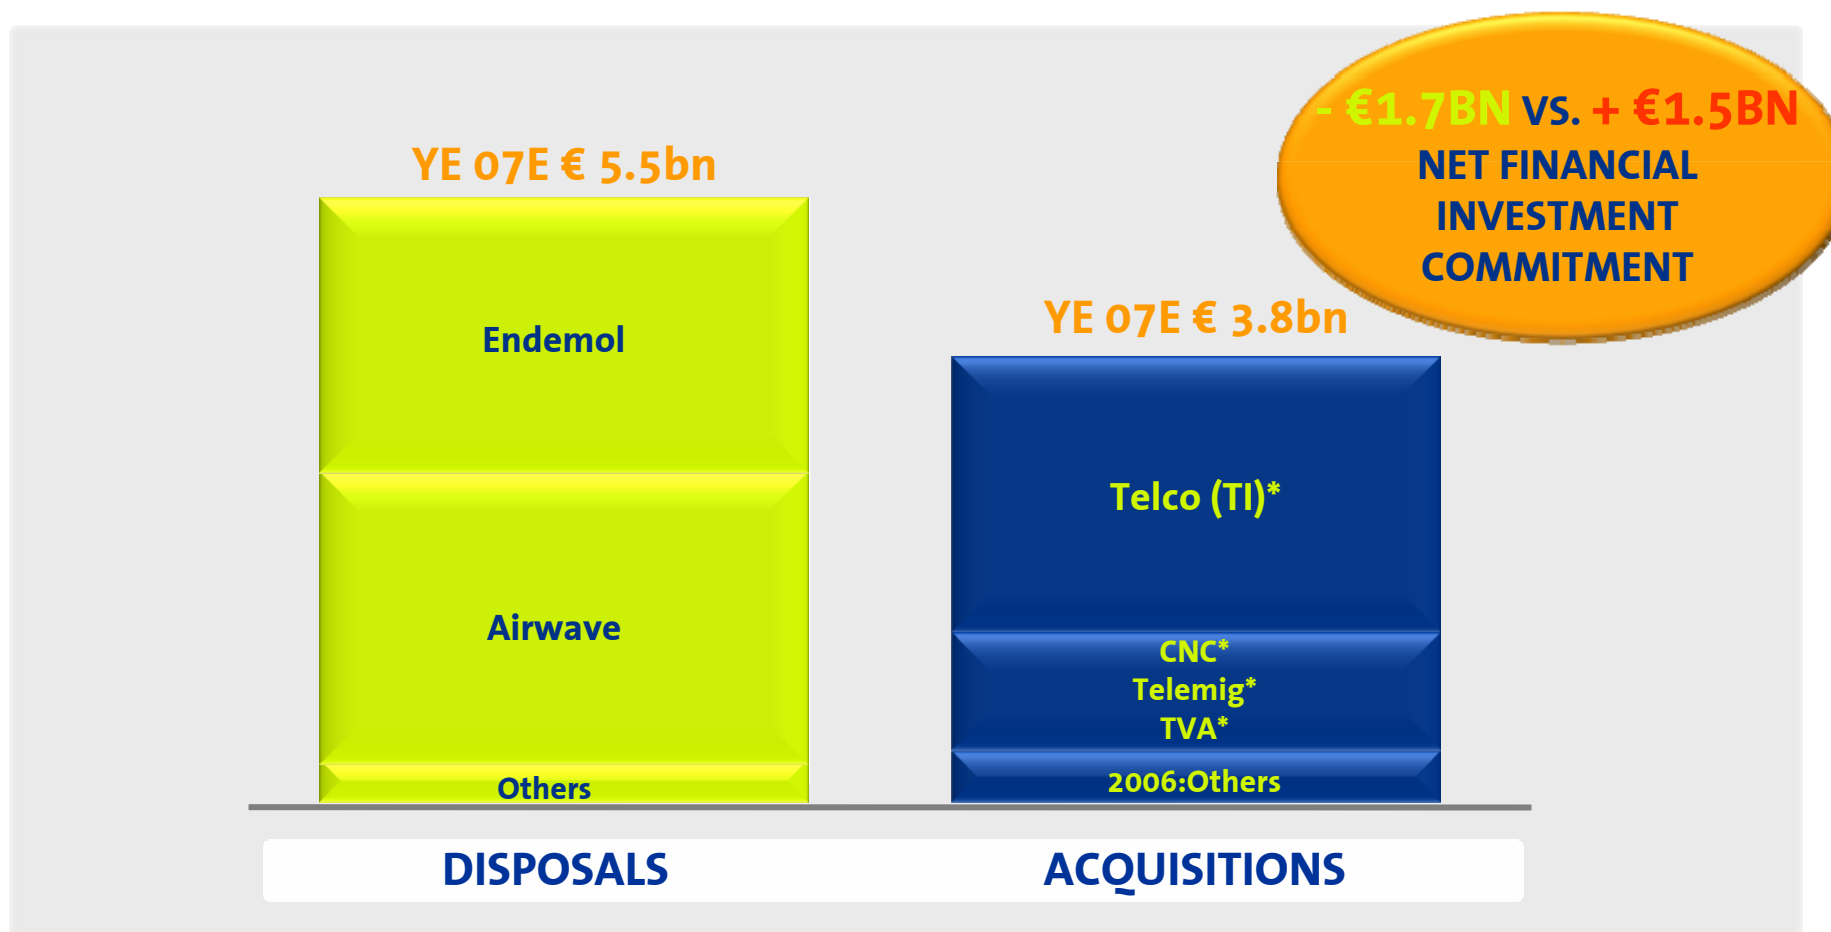 - €1.7BN VS. + €1.5BN
NET FINANCIAL
INVESTMENT
COMMITMENT
YE 07E € 5.5bn
Endemol
Airwave
Others
YE 07E € 3.8bn
Telco (TI)*
CNC*
Telemig*
TVA*
2006:Others
DISPOSALS
ACQUISITIONS